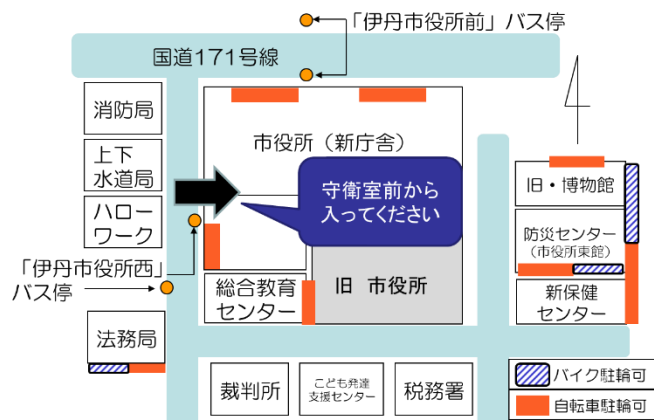 「伊丹市役所前」バス停
国道171号線
消防局
上下
水道局
ハロー
ワーク
市役所（新庁舎）
守衛室前から
入ってください
旧・博物館
防災センター
（市役所東館）
新保健
センター
「伊丹市役所西」
バス停
総合教育
センター
旧 市役所
法務局
裁判所
こども発達
支援センター
税務署
バイク駐輪可
自転車駐輪可